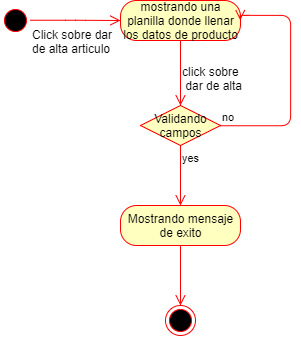 mostrando una
planilla donde llenar
los datos de producto
Click sobre dar
de alta articulo
click sobre
dar de alta
Validando
campos
no
yes
Mostrando mensaje
de exito